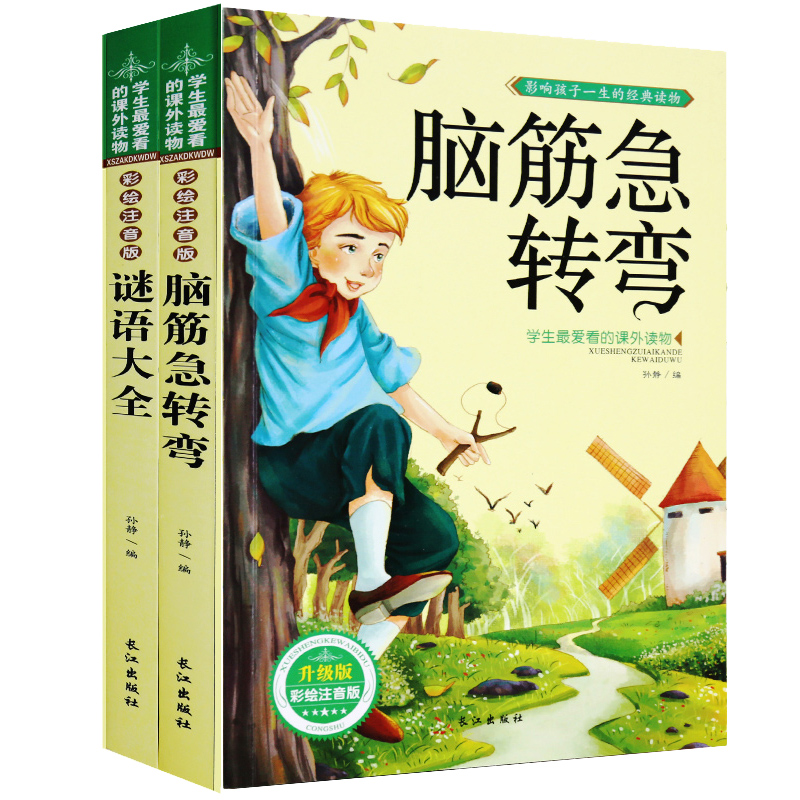 学生最爱看
的课外读物
XSZAKDKWDW
彩绘注音版
谜语大全
孙静/编
长江出版社
学生最爱看
的课外读物
XSZAKDKWDW
彩绘注音版
脑筋急转弯
孙静/编
长江出版社
影响孩子一生的经典读物
脑筋急
转弯
学生最爱看的课外读物
XUESHENGZUIAIKANDE
KEWAIDUWU
孙静/编
XUESHENGKEWAIBIDU
升级版
彩绘注音版
CONGSHU
长江出版社